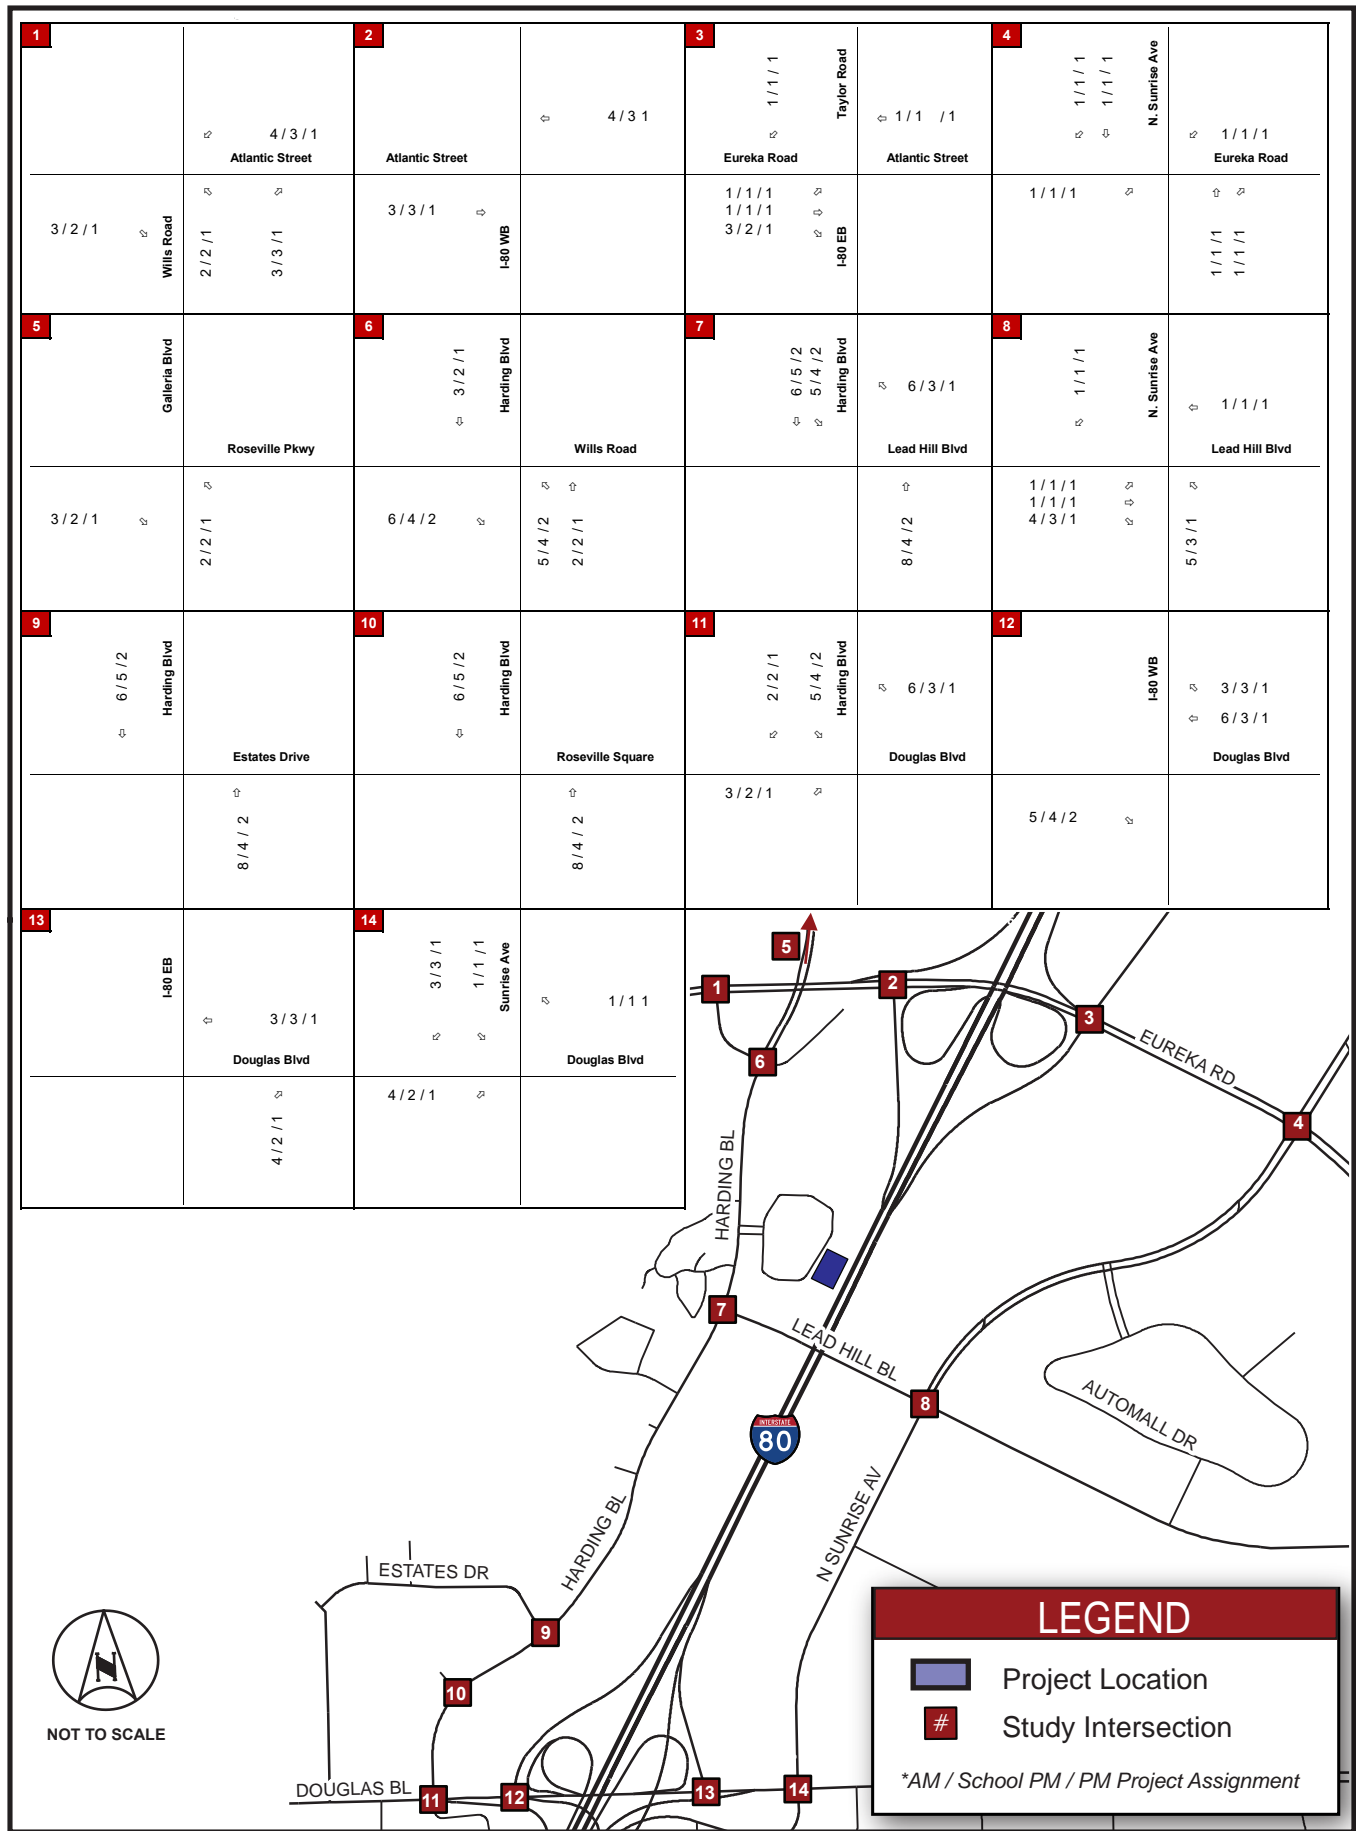 1
4 / 3 / 1
Atlantic Street
3 / 2 / 1
Wills Road
2 / 2 / 1
3 / 3 / 1
2
4 / 3 1
Atlantic Street
3 / 3 / 1
I-80 WB
3
1 / 1 / 1
Taylor Road
1 / 1 / 1
Eureka Road
Atlantic Street
1 / 1 / 1
1 / 1 / 1
3 / 2 / 1
I-80 EB
4
1 / 1 / 1
1 / 1 / 1
N. Sunrise Ave
1 / 1 / 1
Eureka Road
1 / 1 / 1
1 / 1 / 1
1 / 1 / 1
5
Galleria Blvd
Roseville Pkwy
3 / 2 / 1
2 / 2 / 1
6
3 / 2 / 1
Harding Blvd
Wills Road
6 / 4 / 2
5 / 4 / 2
2 / 2 / 1
7
6 / 5 / 2
5 / 4 / 2
Harding Blvd
6 / 3 / 1
Lead Hill Blvd
8 / 4 / 2
8
1 / 1 / 1
N. Sunrise Ave
1 / 1 / 1
Lead Hill Blvd
1 / 1 / 1
1 / 1 / 1
4 / 3 / 1
5 / 3 / 1
9
6 / 5 / 2
Harding Blvd
Estates Drive
8 / 4 / 2
10
6 / 5 / 2
Harding Blvd
Roseville Square
8 / 4 / 2
11
2 / 2 / 1
5 / 4 / 2
Harding Blvd
6 / 3 / 1
Douglas Blvd
3 / 2 / 1
12
I-80 WB
3 / 3 / 1
6 / 3 / 1
Douglas Blvd
5 / 4 / 2
13
I-80 EB
3 / 3 / 1
Douglas Blvd
4 / 2 / 1
14
3 / 3 / 1
1 / 1 / 1
Sunrise Ave
1 / 1 1
Douglas Blvd
4 / 2 / 1
5
1
2
3
6
EUREKA RD
4
HARDING BL
7
LEAD HILL BL
8
AUTOMALL DR
INTERSTATE
80
N SUNRISE AV
HARDING BL
ESTATES DR
9
10
DOUGLAS BL
11
12
13
14
NOT TO SCALE
N
LEGEND
Project Location
# Study Intersection
*AM / School PM / PM Project Assignment